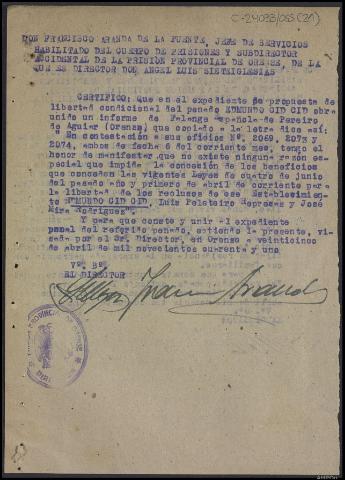 C-24093/055(21)
DON FRANCISCO ARANDA DE LA FUENTE, JEFE DE SERVICIOS
HABILITADO DEL CUERPO DE PRISIONES Y SUBDIRECTOR
ACCIDENTAL DE LA PRISIÓN PROVINCIAL DE ORENSE, DE LA
QUE ES DIRECTOR DON ANGEL LUIS SIETEIGLESIAS
CERTIFICO: que en el expediente de propuesta de
libertad condicional del penado EDMUNDO CID CID obra
unido un informe de Falange Española de Pereiro
de Aguiar (Orense) que copiado a la letra dice asi:
En contestación a sus oficios Nº. 2069, 2073 y
2074, ambos de fecha del corriente mes, tengo el
honor de manifestar que no existe ninguna razón es-
pecial que impida la concesión de los beneficios
que conceden las vigentes Leyes de cuatro de junio
del pasado año y primero de abril de corriente para
la libertad de los reclusos de ese Establecimien-
to EDMUNDO CID CID, Luis Peleteiro Represas y José
Mira Rodriguez".
Y para que conste y unir al expediente
penal del referido penado, extiendo la presente, vi-
sada por el Sr. Director, en Orense a veinticinco
de abril de mil novecientos cuarenta y uno
Vº. Bº.
EL DIRECTOR